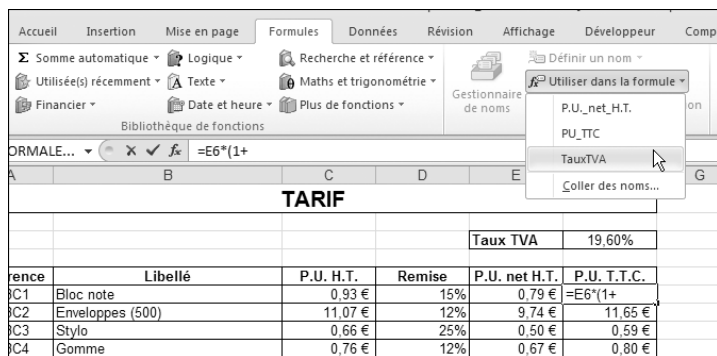 Accueil Insertion Mise en page Formules Données Révision Affichage Développeur Comp
Σ Somme automatique Logique Recherche et référence Définir un nom
Utilisée(s) récemment Texte Maths et trigonométrie Utiliser dans la formule
Financier Date et heure Plus de fonctions Gestionnaire de noms
P.U._net_H.T. on
Bibliothèque de fonctions
PU_TTC
TauxTVA
Coller des noms...
ORMALE... fx =E6*(1+
A B C D E G
TARIF
Taux TVA 19,60%
rence Libellé P.U. H.T. Remise P.U. net H.T. P.U. T.T.C.
BC1 Bloc note 0,93 € 15% 0,79 € =E6*(1+
BC2 Enveloppes (500) 11,07 € 12% 9,74 € 11,65 €
BC3 Stylo 0,66 € 25% 0,50 € 0,59 €
BC4 Gomme 0,76 € 12% 0,67 € 0,80 €